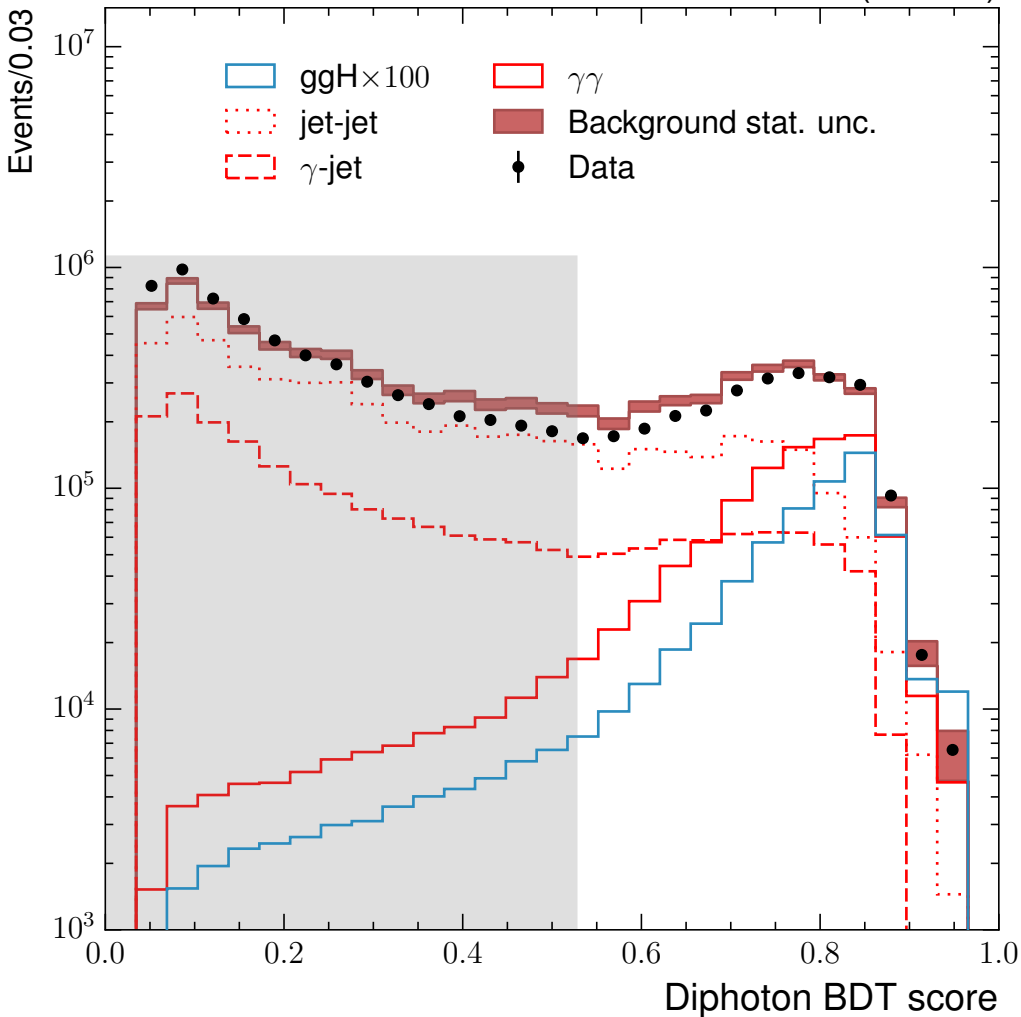 Events/0.03
10⁷
ggH×100
γγ
jet-jet
Background stat. unc.
γ-jet
Data
10⁶
10⁵
10⁴
10³
0.0 0.2 0.4 0.6 0.8 1.0
Diphoton BDT score